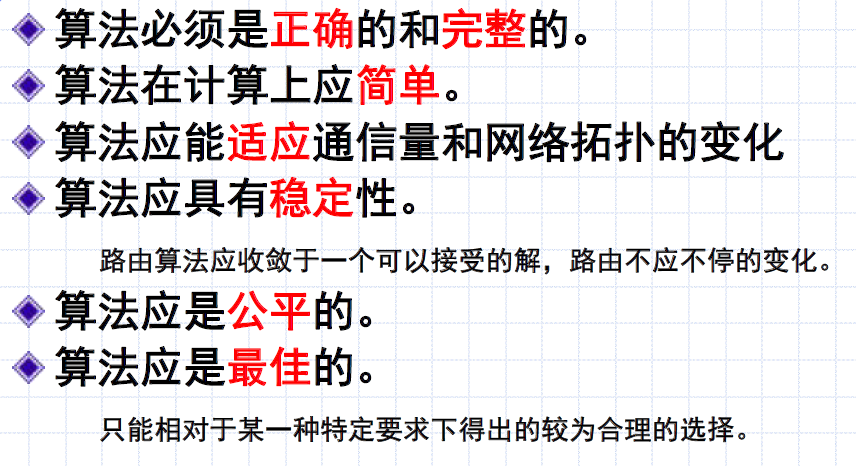 算法必须是正确的和完整的。
算法在计算上应简单。
算法应能适应通信量和网络拓扑的变化
算法应具有稳定性。
路由算法应收敛于一个可以接受的解，路由不应不停的变化。
算法应是公平的。
算法应是最佳的。
只能相对于某一种特定要求下得出的较为合理的选择。